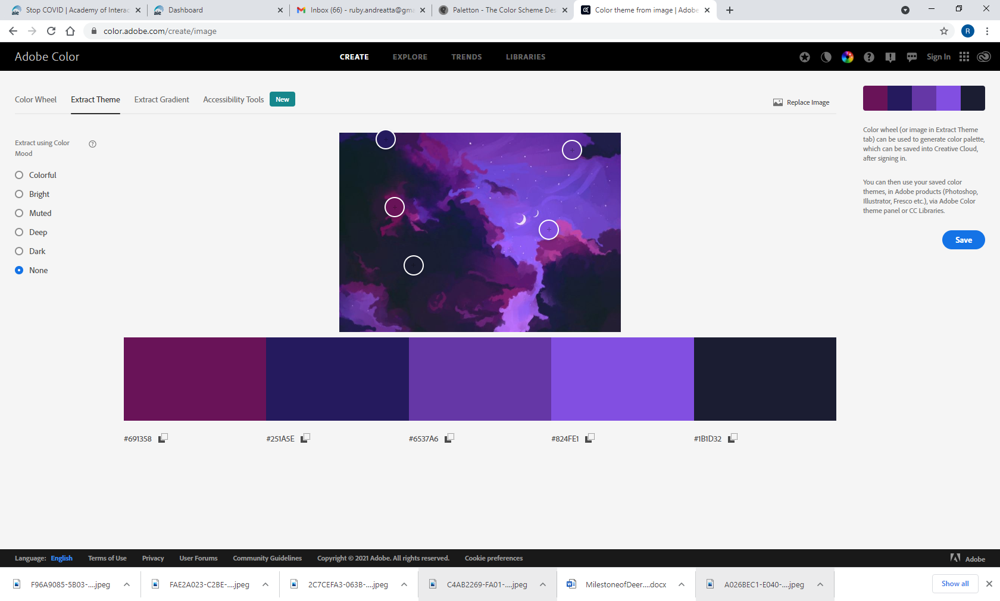 Stop COVID | Academy of Interac
Dashboard
Inbox (66) - ruby.andreatta@gma
Paletton - The Color Scheme Des
Color theme from image | Adobe
color.adobe.com/create/image
R
Adobe Color
CREATE
EXPLORE
TRENDS
LIBRARIES
Sign In
Color Wheel
Extract Theme
Extract Gradient
Accessibility Tools
New
Replace Image
Extract using Color
Mood
Colorful
Bright
Muted
Deep
Dark
None
Color wheel (or image in Extract Theme
tab) can be used to generate color palette,
which can be saved into Creative Cloud,
after signing in.
You can then use your saved color
themes, in Adobe products (Photoshop,
Illustrator, Fresco etc.), via Adobe Color
theme panel or CC Libraries.
Save
#691358
#251A5E
#6537A6
#824FE1
#1B1D32
Language: English
Terms of Use
Privacy
User Forums
Community Guidelines
Copyright © 2021 Adobe. All rights reserved.
Cookie preferences
Adobe
F96A9085-5B03-....jpeg
FAE2A023-C2BE-....jpeg
2C7CEFA3-063B-....jpeg
C4AB2269-FA01-....jpeg
MilestoneofDeer....docx
A026BEC1-E040-....jpeg
Show all